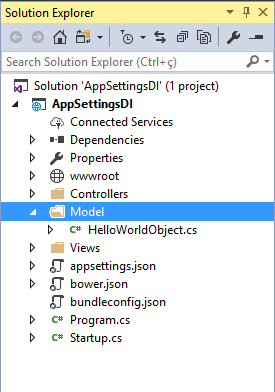 Solution Explorer
Search Solution Explorer (Ctrl+ç)
Solution 'AppSettingsDI' (1 project)
AppSettingsDI
Connected Services
Dependencies
Properties
wwwroot
Controllers
Model
C# HelloWorldObject.cs
Views
appsettings.json
bower.json
bundleconfig.json
C# Program.cs
C# Startup.cs